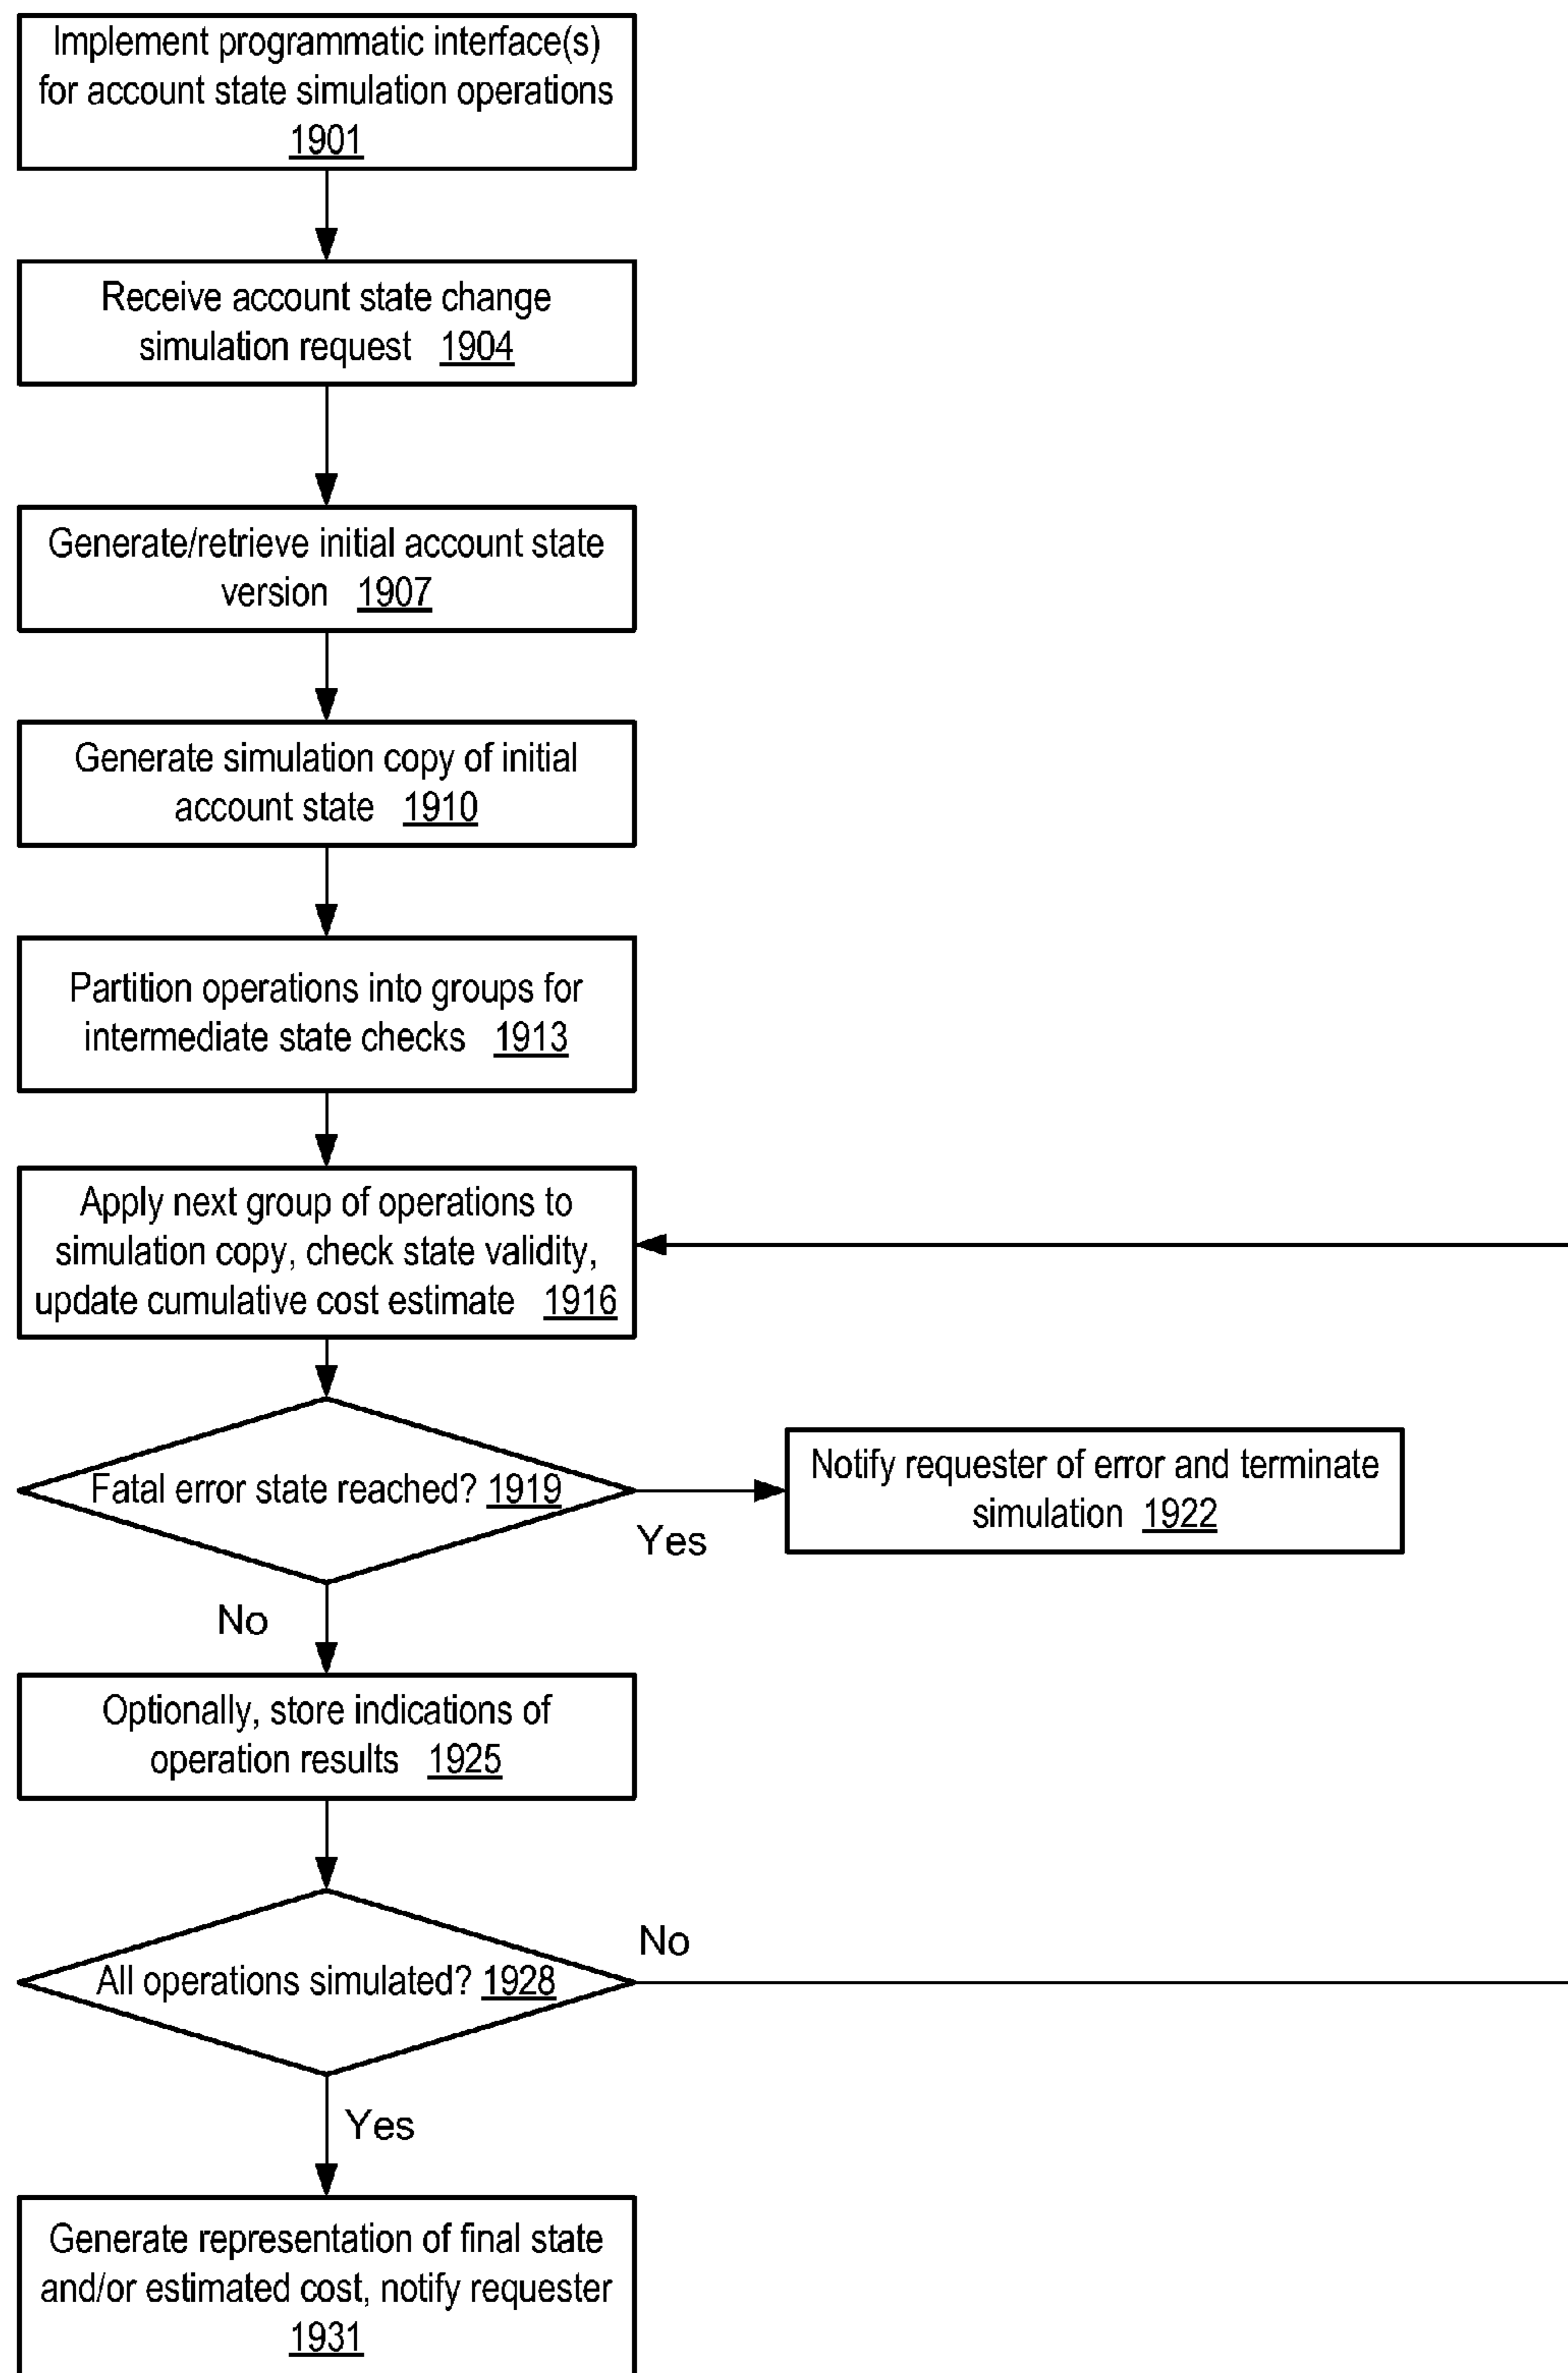 Implement programmatic interface(s)
for account state simulation operations
1901
Receive account state change
simulation request 1904
Generate/retrieve initial account state
version 1907
Generate simulation copy of initial
account state 1910
Partition operations into groups for
intermediate state checks 1913
Apply next group of operations to
simulation copy, check state validity,
update cumulative cost estimate 1916
Fatal error state reached? 1919
Yes
Notify requester of error and terminate
simulation 1922
No
Optionally, store indications of
operation results 1925
No
All operations simulated? 1928
Yes
Generate representation of final state
and/or estimated cost, notify requester
1931